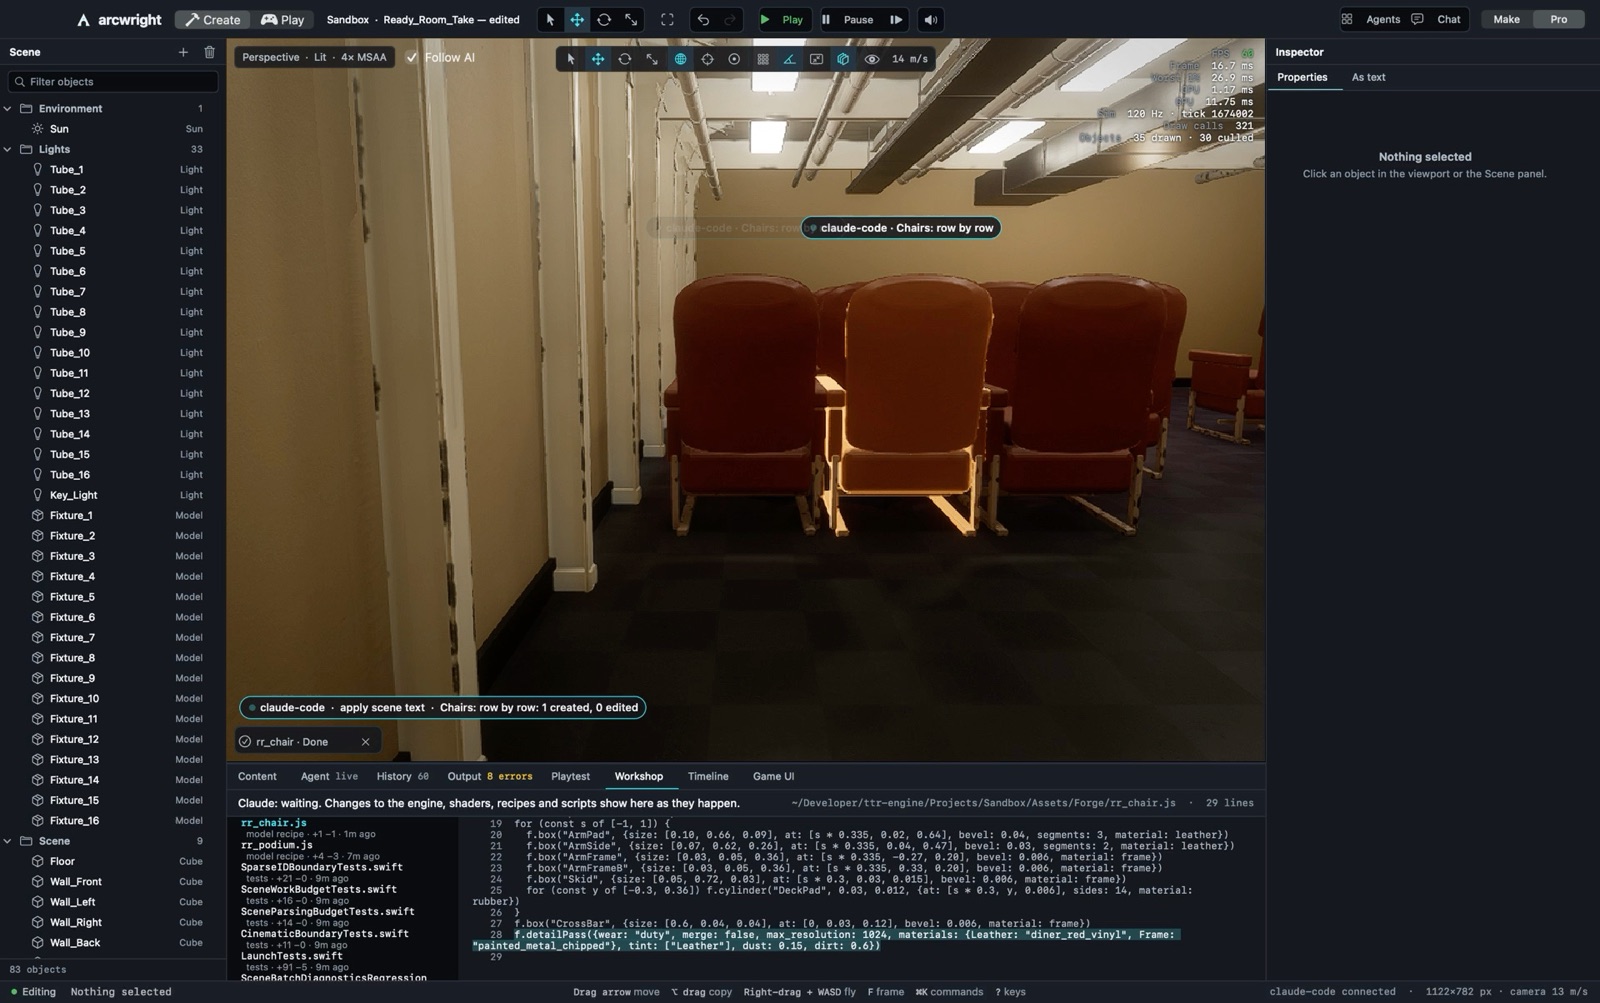 arcwright
Create
Play
Sandbox · Ready_Room_Take — edited
Play
Pause
Agents
Chat
Make
Pro
Scene
Filter objects
Environment 1
Sun Sun
Lights 33
Tube_1 Light
Tube_2 Light
Tube_3 Light
Tube_4 Light
Tube_5 Light
Tube_6 Light
Tube_7 Light
Tube_8 Light
Tube_9 Light
Tube_10 Light
Tube_11 Light
Tube_12 Light
Tube_13 Light
Tube_14 Light
Tube_15 Light
Tube_16 Light
Key_Light Light
Fixture_1 Model
Fixture_2 Model
Fixture_3 Model
Fixture_4 Model
Fixture_5 Model
Fixture_6 Model
Fixture_7 Model
Fixture_8 Model
Fixture_9 Model
Fixture_10 Model
Fixture_11 Model
Fixture_12 Model
Fixture_13 Model
Fixture_14 Model
Fixture_15 Model
Fixture_16 Model
Scene 9
Floor Cube
Wall_Front Cube
Wall_Left Cube
Wall_Right Cube
Wall_Back Cube
83 objects
Perspective · Lit · 4x MSAA
Follow AI
14 m/s
FPS 60
Frame 16.7 ms
26.9 ms
1.17 ms
11.75 ms
Sim 120 Hz · tick 1674002
Draw calls 321
Objects 35 drawn · 30 culled
claude-code · Chairs: row by
claude-code · Chairs: row by row
claude-code · apply scene text · Chairs: row by row: 1 created, 0 edited
rr_chair · Done
Content
Agent live
History 60
Output 8 errors
Playtest
Workshop
Timeline
Game UI
Claude: waiting. Changes to the engine, shaders, recipes and scripts show here as they happen.
~/Developer/ttr-engine/Projects/Sandbox/Assets/Forge/rr_chair.js · 29 lines
rr_chair.js
model recipe · +1 −1 · 1m ago
rr_podium.js
model recipe · +4 −3 · 7m ago
SparseIDBoundaryTests.swift
tests · +21 −0 · 9m ago
SceneWorkBudgetTests.swift
tests · +16 −0 · 9m ago
SceneParsingBudgetTests.swift
tests · +14 −0 · 9m ago
CinematicBoundaryTests.swift
tests · +11 −0 · 9m ago
LaunchTests.swift
tests · +91 −5 · 9m ago
SceneBatchDiagnosticsRegression
19 for (const s of [-1, 1]) {
20 f.box("ArmPad", {size: [0.10, 0.66, 0.09], at: [s * 0.335, 0.02, 0.64], bevel: 0.04, segments: 3, material: leather})
21 f.box("ArmSide", {size: [0.07, 0.62, 0.26], at: [s * 0.335, 0.04, 0.47], bevel: 0.03, segments: 2, material: leather})
22 f.box("ArmFrame", {size: [0.03, 0.05, 0.36], at: [s * 0.335, -0.27, 0.20], bevel: 0.006, material: frame})
23 f.box("ArmFrameB", {size: [0.03, 0.05, 0.36], at: [s * 0.335, 0.33, 0.20], bevel: 0.006, material: frame})
24 f.box("Skid", {size: [0.05, 0.72, 0.03], at: [s * 0.3, 0.03, 0.015], bevel: 0.006, material: frame})
25 for (const y of [-0.3, 0.36]) f.cylinder("DeckPad", 0.03, 0.012, {at: [s * 0.3, y, 0.006], sides: 14, material:
rubber})
26 }
27 f.box("CrossBar", {size: [0.6, 0.04, 0.04], at: [0, 0.03, 0.12], bevel: 0.006, material: frame})
28 f.detailPass({wear: "duty", merge: false, max_resolution: 1024, materials: {Leather: "diner_red_vinyl", Frame:
"painted_metal_chipped"}, tint: ["Leather"], dust: 0.15, dirt: 0.6})
29
Inspector
Properties
As text
Nothing selected
Click an object in the viewport or the Scene panel.
Editing Nothing selected
Drag arrow move ⌥ drag copy Right-drag + WASD fly F frame ⌘K commands ? keys
claude-code connected · 1122×782 px · camera 13 m/s